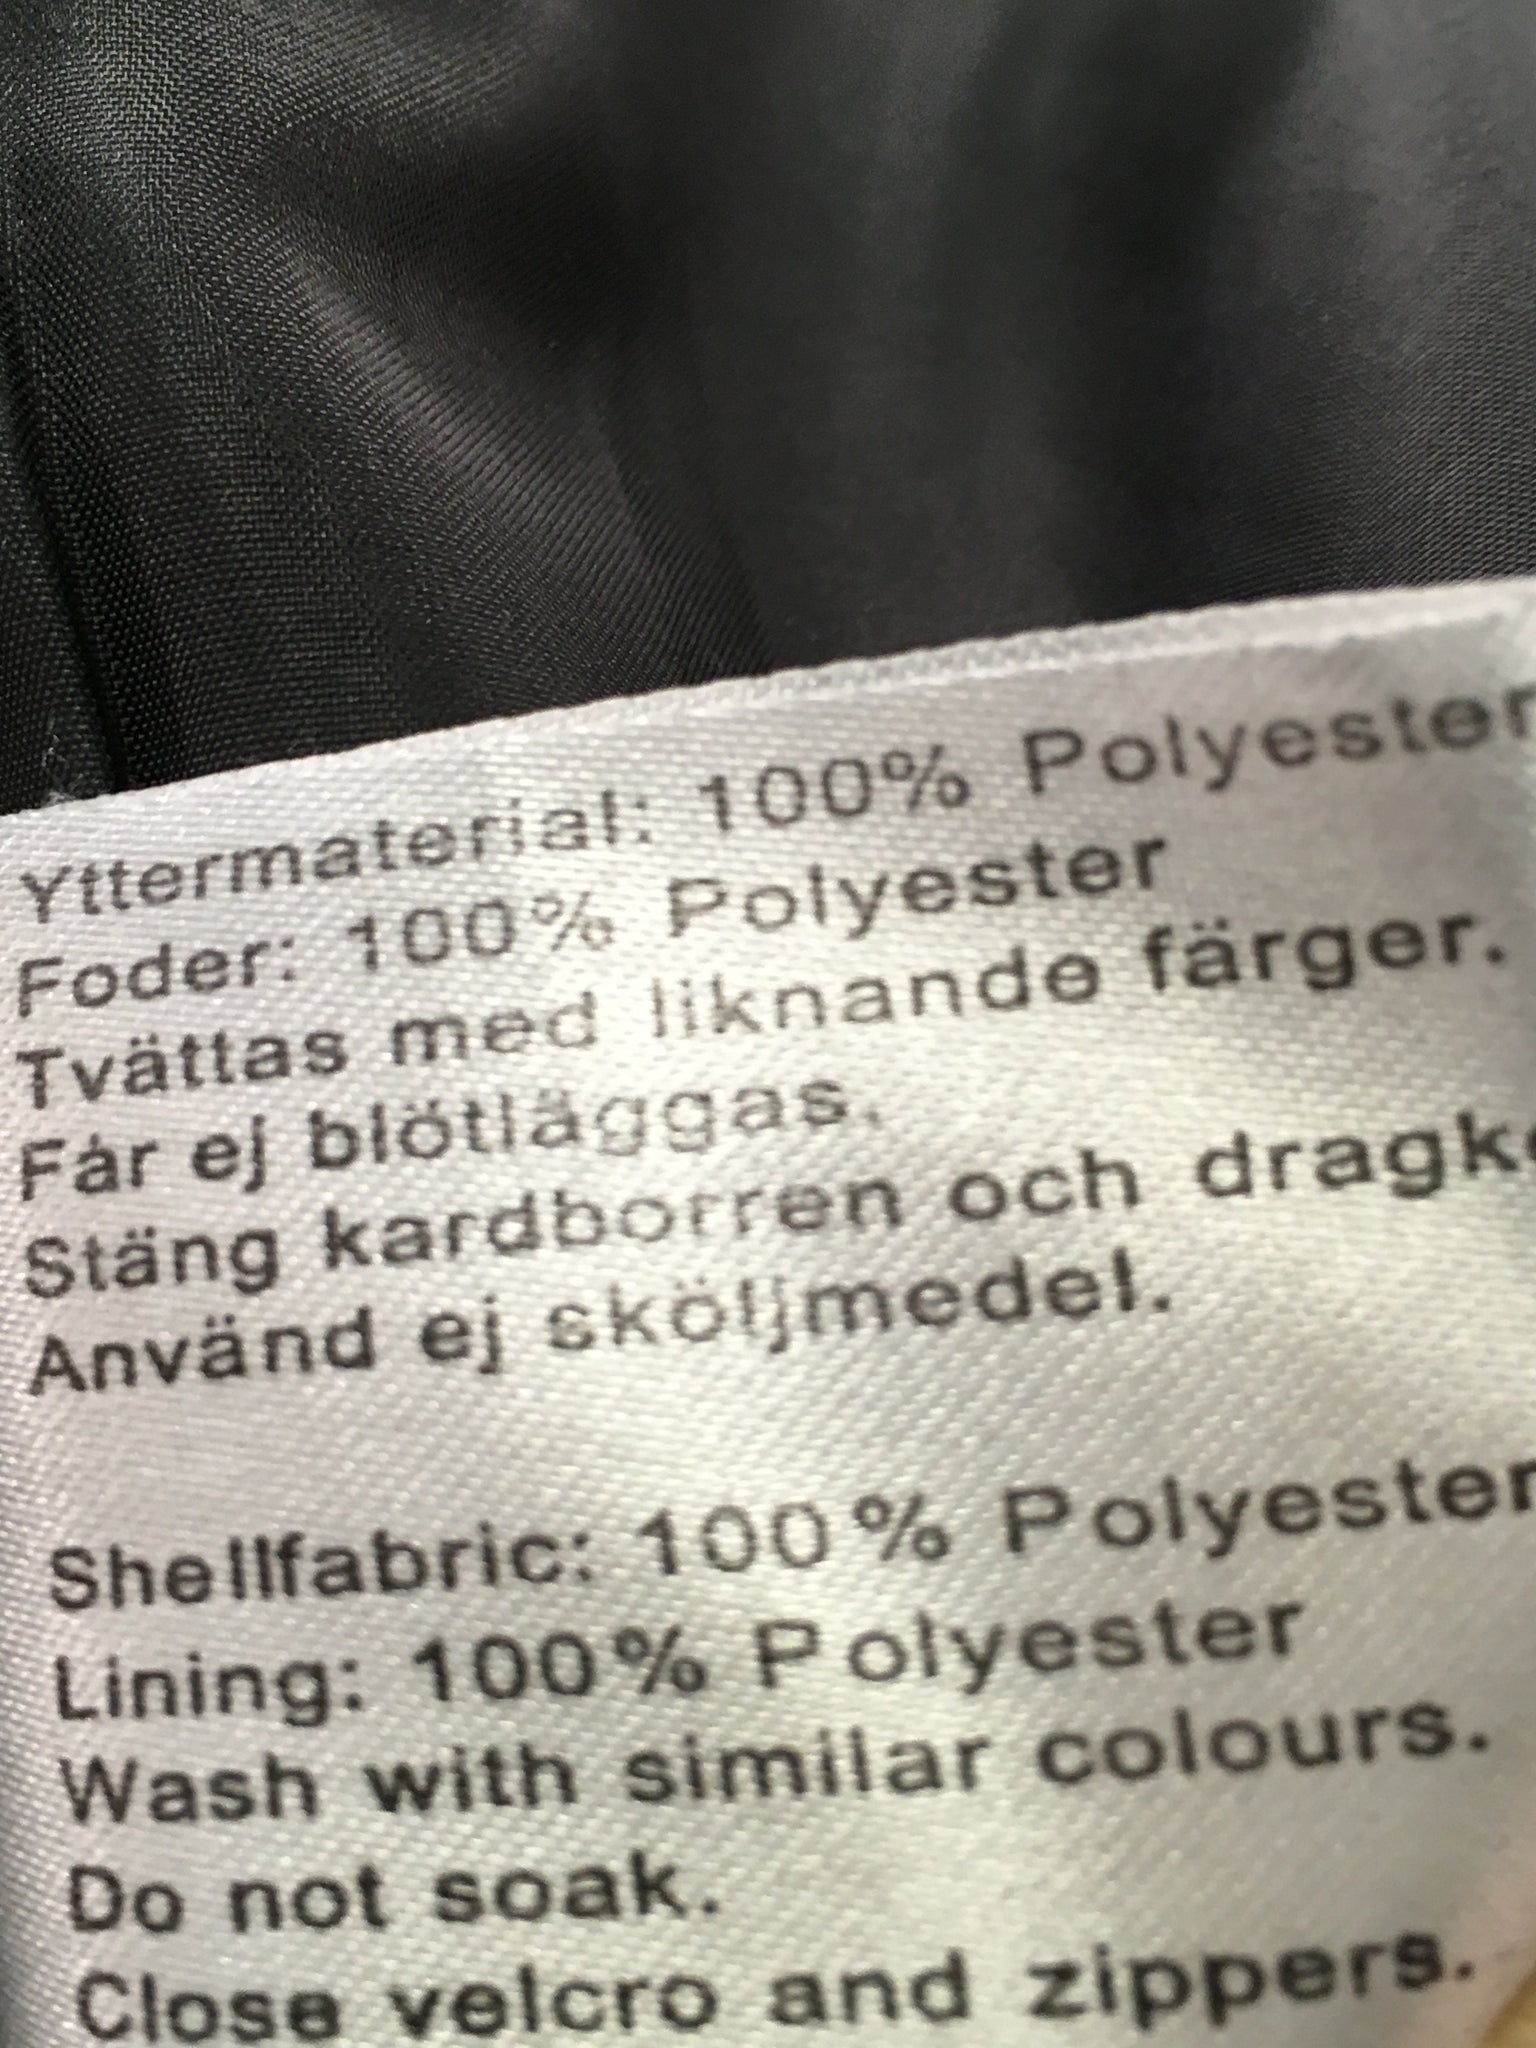 Yttermaterial: 100% Polyester
Foder: 100% Polyester
Tvättas med liknande färger.
Får ej blötläggas.
Stäng kardborren och
Använd ej sköljmedel.
Shellfabric: 100% Polyester
Lining: 100% Polyester
Wash with similar colours.
Do not soak.
Close velcro and zippers.